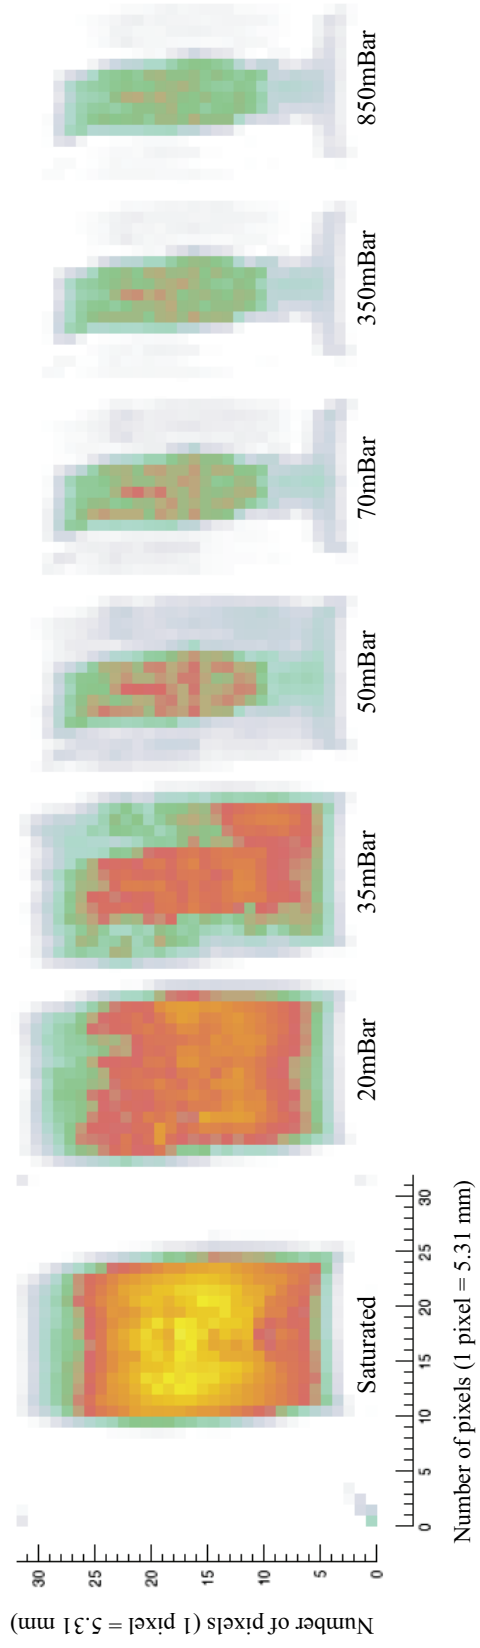 Number of pixels (1 pixel = 5.31 mm)
30
25
20
15
10
5
0
Saturated
20mBar
35mBar
50mBar
70mBar
350mBar
850mBar
0 5 10 15 20 25 30
Number of pixels (1 pixel = 5.31 mm)